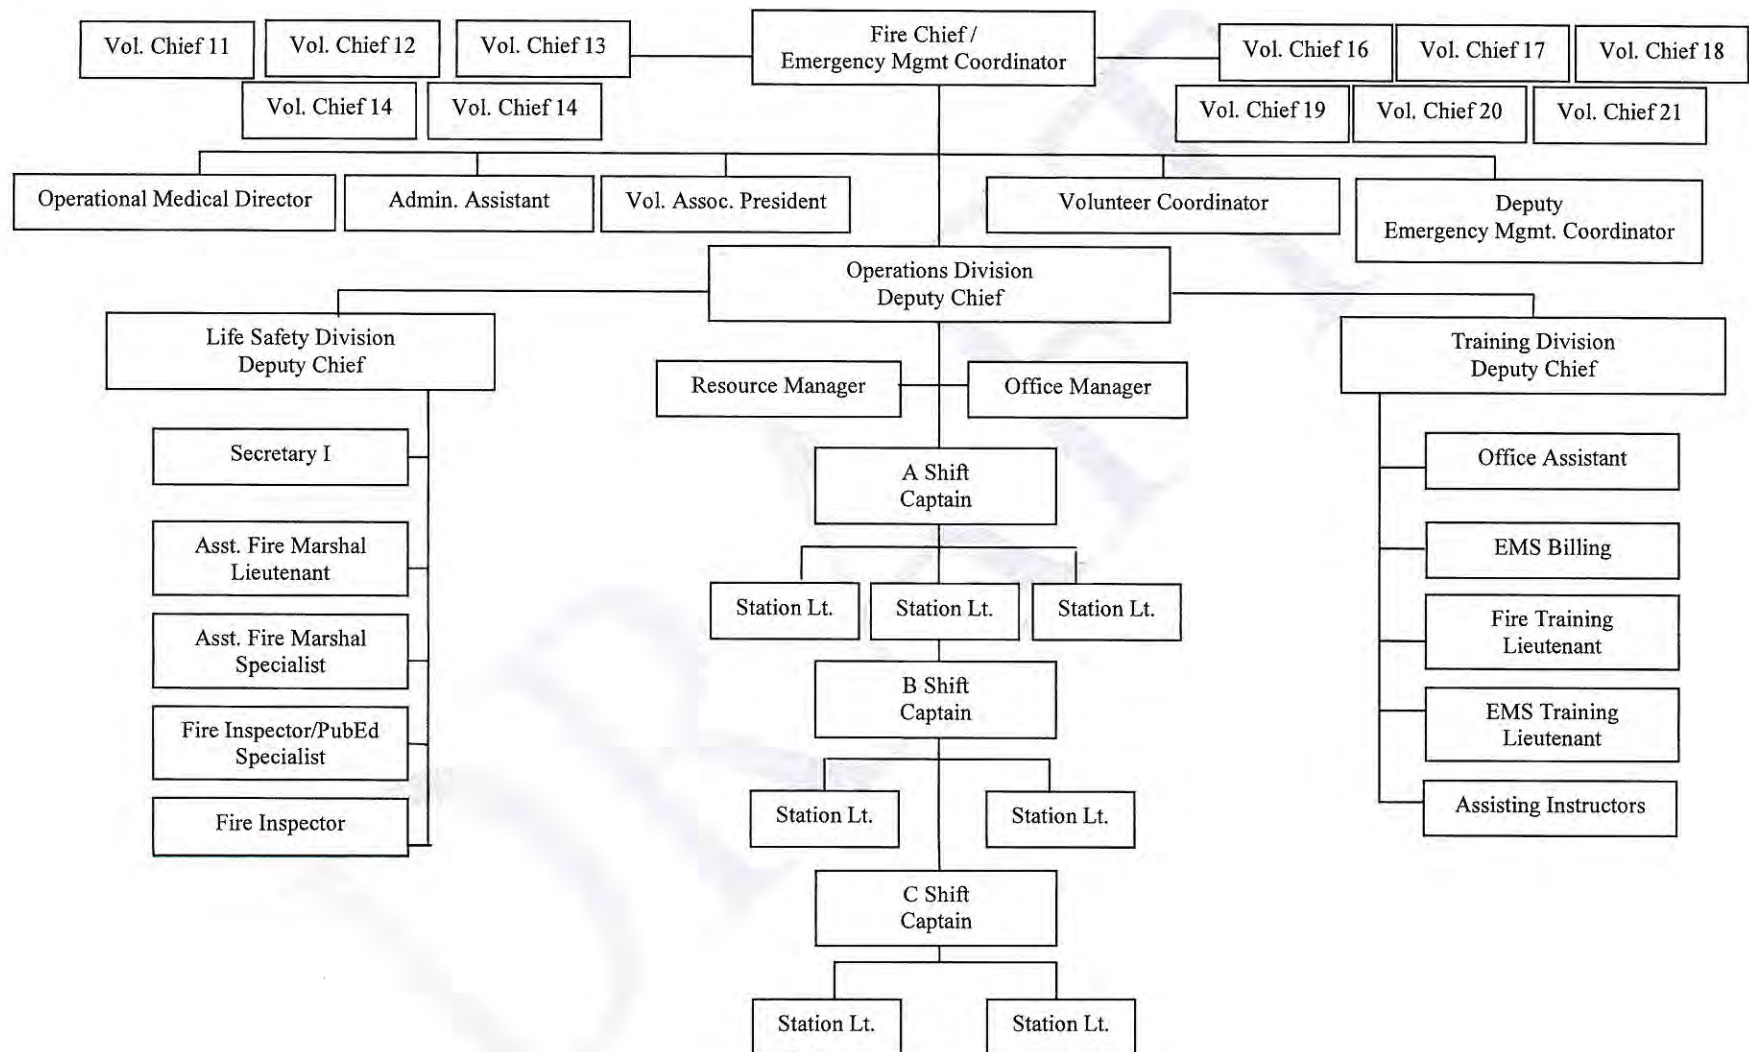 Vol. Chief 11
Vol. Chief 12
Vol. Chief 13
Fire Chief /
Emergency Mgmt Coordinator
Vol. Chief 16
Vol. Chief 17
Vol. Chief 18
Vol. Chief 14
Vol. Chief 14
Vol. Chief 19
Vol. Chief 20
Vol. Chief 21
Operational Medical Director
Admin. Assistant
Vol. Assoc. President
Volunteer Coordinator
Deputy
Emergency Mgmt. Coordinator
Operations Division
Deputy Chief
Life Safety Division
Deputy Chief
Training Division
Deputy Chief
Resource Manager
Office Manager
Secretary I
Asst. Fire Marshal
Lieutenant
Asst. Fire Marshal
Specialist
Fire Inspector/PubEd
Specialist
Fire Inspector
A Shift
Captain
Station Lt.
Station Lt.
Station Lt.
B Shift
Captain
Station Lt.
Station Lt.
C Shift
Captain
Station Lt.
Station Lt.
Office Assistant
EMS Billing
Fire Training
Lieutenant
EMS Training
Lieutenant
Assisting Instructors